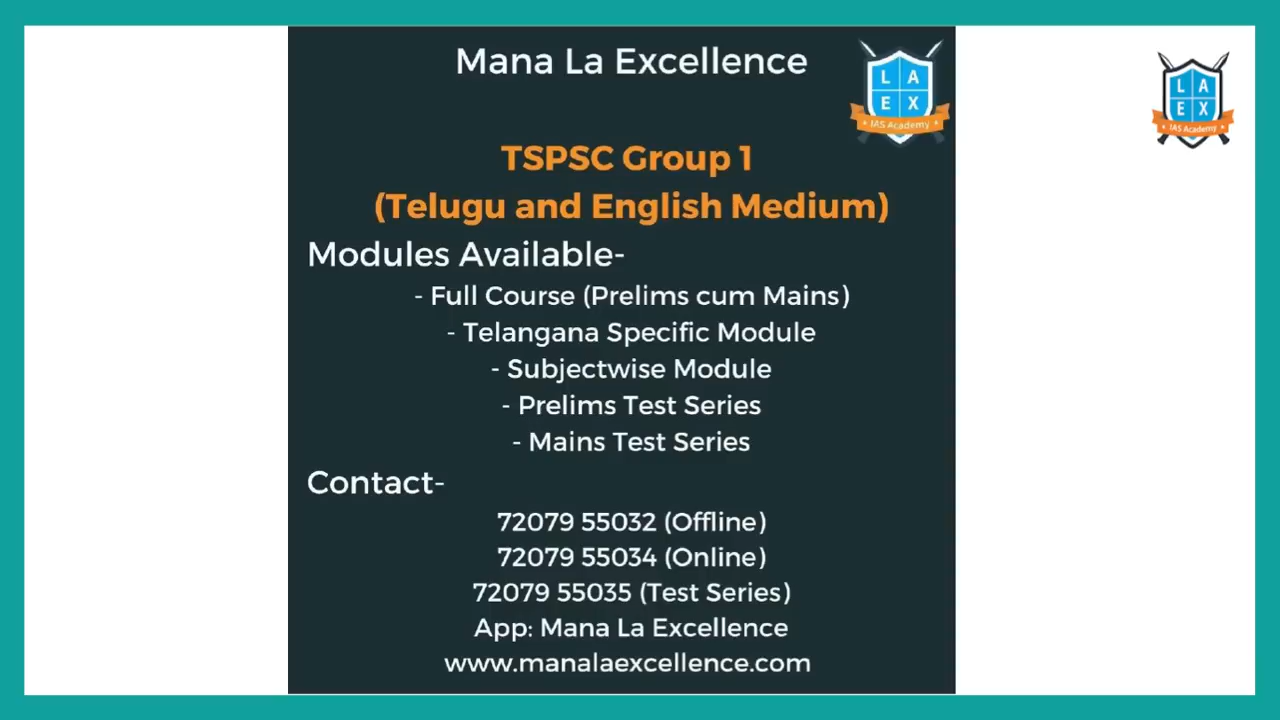 Mana La Excellence
L A
E X
IAS Academy
L A
E X
IAS Academy
TSPSC Group 1
(Telugu and English Medium)
Modules Available-
- Full Course (Prelims cum Mains)
- Telangana Specific Module
- Subjectwise Module
- Prelims Test Series
- Mains Test Series
Contact-
72079 55032 (Offline)
72079 55034 (Online)
72079 55035 (Test Series)
App: Mana La Excellence
www.manalaexcellence.com